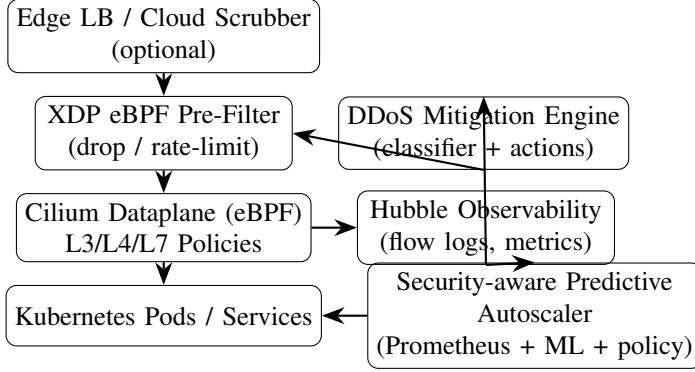 Edge LB / Cloud Scrubber
(optional)
XDP eBPF Pre-Filter
(drop / rate-limit)
DDoS Mitigation Engine
(classifier + actions)
Cilium Dataplane (eBPF)
L3/L4/L7 Policies
Hubble Observability
(flow logs, metrics)
Kubernetes Pods / Services
Security-aware Predictive
Autoscaler
(Prometheus + ML + policy)